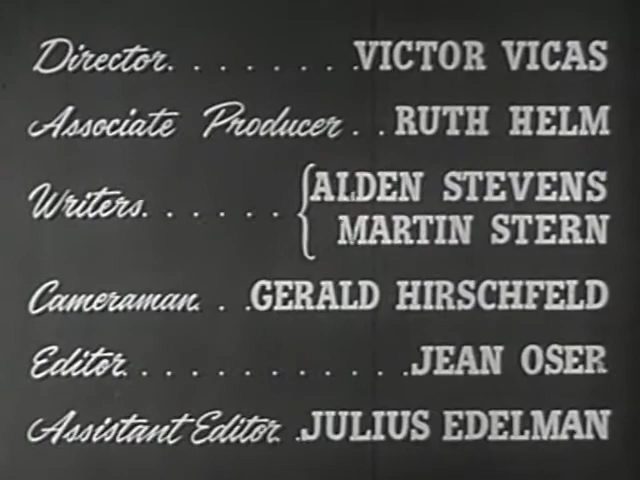 Director. . . . . . . .VICTOR VICAS
Associate Producer . . RUTH HELM
Writers. . . . . . { ALDEN STEVENS
MARTIN STERN
Cameraman. . .GERALD HIRSCHFELD
Editor. . . . . . . . . . . . .JEAN OSER
Assistant Editor. .JULIUS EDELMAN